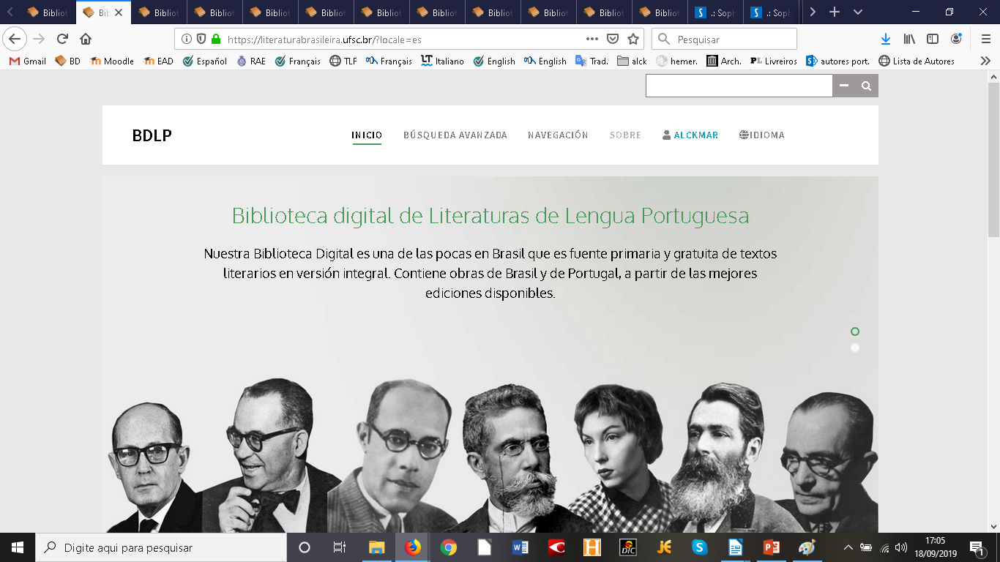 Bibliot
Bib
Bibliot
Bibliot
Bibliot
Bibliot
Bibliot
Bibliot
Bibliot
Bibliot
Bibliot
Bibliot
.: Soph
.: Soph
https://literaturabrasileira.ufsc.br/?locale=es
Pesquisar
Gmail BD Moodle EAD Español RAE Français TLF Français Italiano English English Trad. alck hemer. Arch. PL Livreiros autores port. Lista de Autores
BDLP
INICIO BÚSQUEDA AVANZADA NAVEGACIÓN SOBRE ALCKMAR IDIOMA
Biblioteca digital de Literaturas de Lengua Portuguesa
Nuestra Biblioteca Digital es una de las pocas en Brasil que es fuente primaria y gratuita de textos
literarios en versión integral. Contiene obras de Brasil y de Portugal, a partir de las mejores
ediciones disponibles.
Digite aqui para pesquisar
17:05
18/09/2019
1